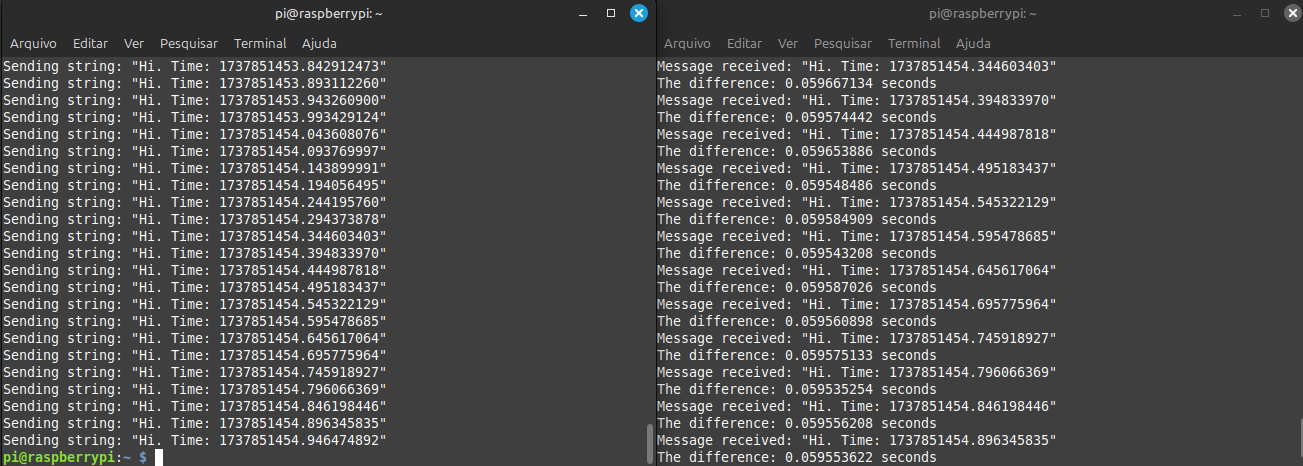 pi@raspberrypi: ~
Arquivo Editar Ver Pesquisar Terminal Ajuda
Sending string: "Hi. Time: 1737851453.842912473"
Sending string: "Hi. Time: 1737851453.893112260"
Sending string: "Hi. Time: 1737851453.943260900"
Sending string: "Hi. Time: 1737851453.993429124"
Sending string: "Hi. Time: 1737851454.043608076"
Sending string: "Hi. Time: 1737851454.093769997"
Sending string: "Hi. Time: 1737851454.143899991"
Sending string: "Hi. Time: 1737851454.194056495"
Sending string: "Hi. Time: 1737851454.244195760"
Sending string: "Hi. Time: 1737851454.294373878"
Sending string: "Hi. Time: 1737851454.344603403"
Sending string: "Hi. Time: 1737851454.394833970"
Sending string: "Hi. Time: 1737851454.444987818"
Sending string: "Hi. Time: 1737851454.495183437"
Sending string: "Hi. Time: 1737851454.545322129"
Sending string: "Hi. Time: 1737851454.595478685"
Sending string: "Hi. Time: 1737851454.645617064"
Sending string: "Hi. Time: 1737851454.695775964"
Sending string: "Hi. Time: 1737851454.745918927"
Sending string: "Hi. Time: 1737851454.796066369"
Sending string: "Hi. Time: 1737851454.846198446"
Sending string: "Hi. Time: 1737851454.896345835"
Sending string: "Hi. Time: 1737851454.946474892"
pi@raspberrypi:~ $
pi@raspberrypi: ~
Arquivo Editar Ver Pesquisar Terminal Ajuda
Message received: "Hi. Time: 1737851454.344603403"
The difference: 0.059667134 seconds
Message received: "Hi. Time: 1737851454.394833970"
The difference: 0.059574442 seconds
Message received: "Hi. Time: 1737851454.444987818"
The difference: 0.059653886 seconds
Message received: "Hi. Time: 1737851454.495183437"
The difference: 0.059548486 seconds
Message received: "Hi. Time: 1737851454.545322129"
The difference: 0.059584909 seconds
Message received: "Hi. Time: 1737851454.595478685"
The difference: 0.059543208 seconds
Message received: "Hi. Time: 1737851454.645617064"
The difference: 0.059587026 seconds
Message received: "Hi. Time: 1737851454.695775964"
The difference: 0.059560898 seconds
Message received: "Hi. Time: 1737851454.745918927"
The difference: 0.059575133 seconds
Message received: "Hi. Time: 1737851454.796066369"
The difference: 0.059535254 seconds
Message received: "Hi. Time: 1737851454.846198446"
The difference: 0.059556208 seconds
Message received: "Hi. Time: 1737851454.896345835"
The difference: 0.059553622 seconds